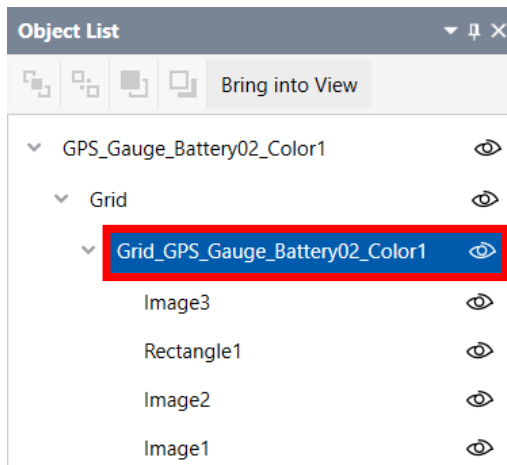 Object List
Bring into View
GPS_Gauge_Battery02_Color1
Grid
Grid_GPS_Gauge_Battery02_Color1
Image3
Rectangle1
Image2
Image1